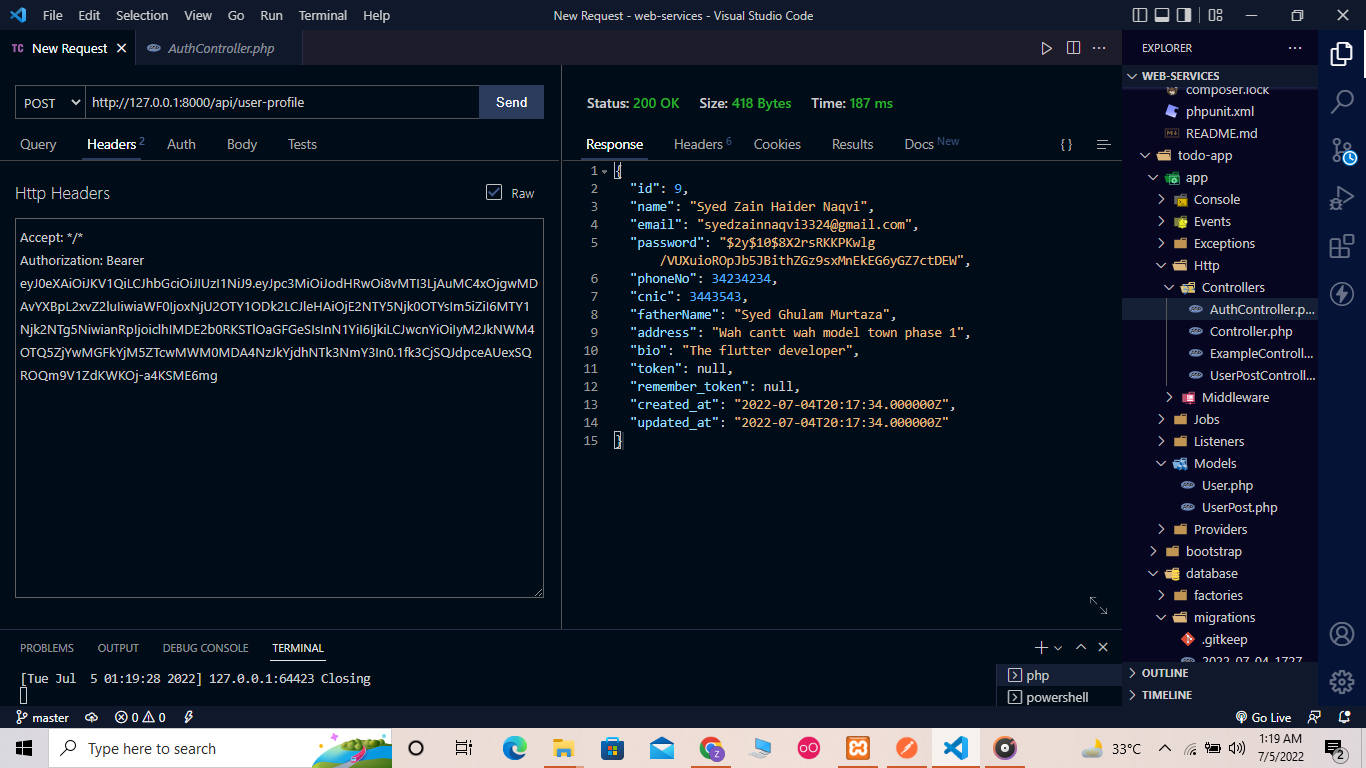 File Edit Selection View Go Run Terminal Help
New Request - web-services - Visual Studio Code
TC New Request
AuthController.php
POST
http://127.0.0.1:8000/api/user-profile
Send
Query Headers 2 Auth Body Tests
Http Headers
Raw
Accept: */*
Authorization: Bearer
Status: 200 OK Size: 418 Bytes Time: 187 ms
Response Headers 6 Cookies Results Docs New
{}
1 {
2 "id": 9,
3 "name": "Syed Zain Haider Naqvi",
4 "email": "syedzainnaqvi3324@gmail.com",
5 "password": "$2y$10$8X2rsRKKPKwlg
/VUXuioROpJb5JBithZGz9sxMnEkEG6yGZ7ctDEW",
6 "phoneNo": 34234234,
7 "cnic": 3443543,
8 "fatherName": "Syed Ghulam Murtaza",
9 "address": "Wah cantt wah model town phase 1",
10 "bio": "The flutter developer",
11 "token": null,
12 "remember_token": null,
13 "created_at": "2022-07-04T20:17:34.000000Z",
14 "updated_at": "2022-07-04T20:17:34.000000Z"
15 }
EXPLORER
WEB-SERVICES
composer.lock
phpunit.xml
README.md
todo-app
app
Console
Events
Exceptions
Http
Controllers
AuthController.p...
Controller.php
ExampleControll...
UserPostControll...
Middleware
Jobs
Listeners
Models
User.php
UserPost.php
Providers
bootstrap
database
factories
migrations
.gitkeep
2022_07_04_1727...
OUTLINE
TIMELINE
PROBLEMS OUTPUT DEBUG CONSOLE TERMINAL
[Tue Jul  5 01:19:28 2022] 127.0.0.1:64423 Closing
php
powershell
master
0 0
Go Live
Type here to search
33°C
1:19 AM
7/5/2022
2